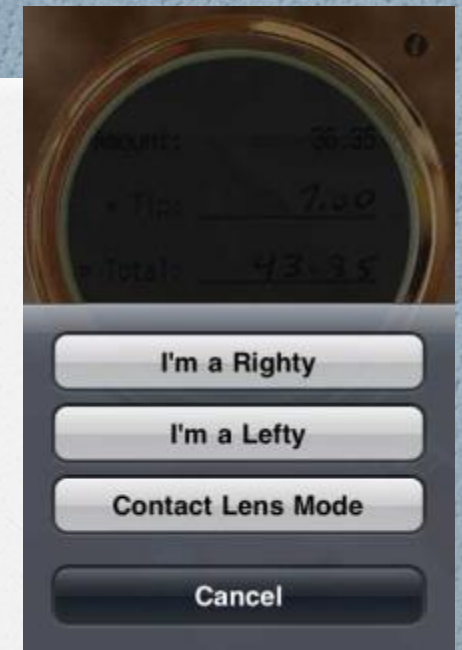 Amount: 36.35
+ Tip: 7.00
= Total: 43.35
I'm a Righty
I'm a Lefty
Contact Lens Mode
Cancel